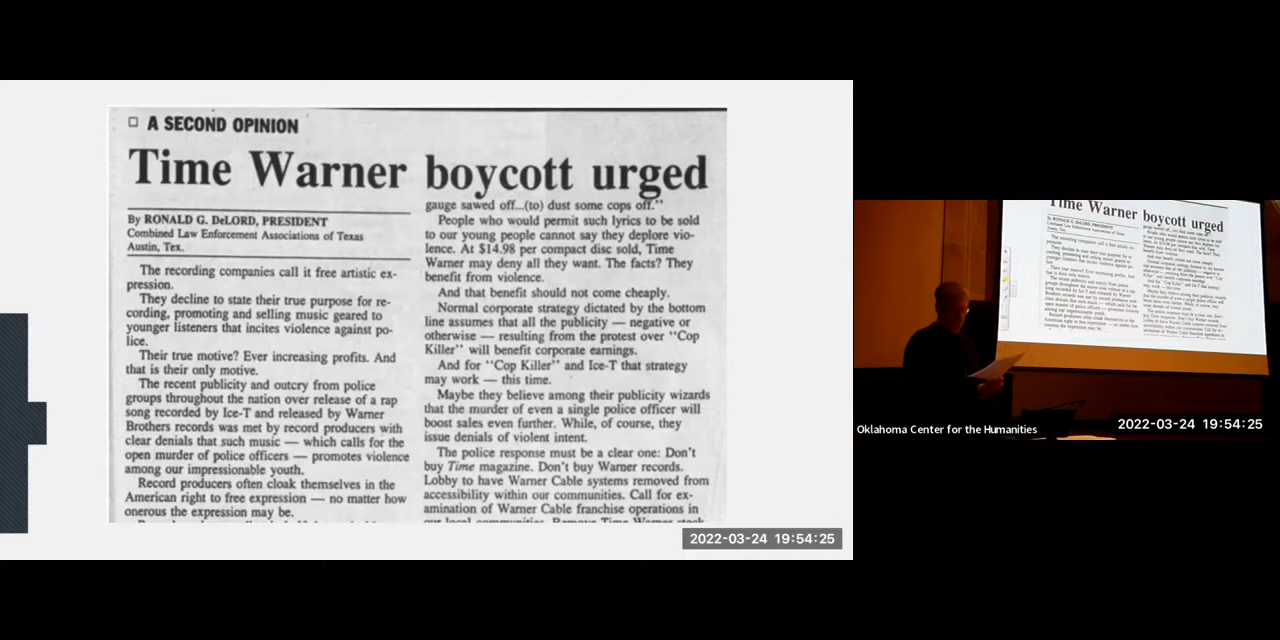 A SECOND OPINION
Time Warner boycott urged
By RONALD G. DeLORD, PRESIDENT
Combined Law Enforcement Associations of Texas
Austin, Tex.
The recording companies call it free artistic ex-
pression.
They decline to state their true purpose for re-
cording, promoting and selling music geared to
younger listeners that incites violence against po-
lice.
Their true motive? Ever increasing profits. And
that is their only motive.
The recent publicity and outcry from police
groups throughout the nation over release of a rap
song recorded by Ice-T and released by Warner
Brothers records was met by record producers with
clear denials that such music — which calls for the
open murder of police officers — promotes violence
among our impressionable youth.
Record producers often cloak themselves in the
American right to free expression — no matter how
onerous the expression may be.
gauge sawed off...(to) dust some cops off."
People who would permit such lyrics to be sold
to our young people cannot say they deplore vio-
lence. At $14.98 per compact disc sold, Time
Warner may deny all they want. The facts? They
benefit from violence.
And that benefit should not come cheaply.
Normal corporate strategy dictated by the bottom
line assumes that all the publicity — negative or
otherwise — resulting from the protest over "Cop
Killer" will benefit corporate earnings.
And for "Cop Killer" and Ice-T that strategy
may work — this time.
Maybe they believe among their publicity wizards
that the murder of even a single police officer will
boost sales even further. While, of course, they
issue denials of violent intent.
The police response must be a clear one: Don't
buy Time magazine. Don't buy Warner records.
Lobby to have Warner Cable systems removed from
accessibility within our communities. Call for ex-
amination of Warner Cable franchise operations in
our local communities. Remove Time Warner stock
2022-03-24 19:54:25
Time Warner boycott urged
Oklahoma Center for the Humanities
2022-03-24 19:54:25